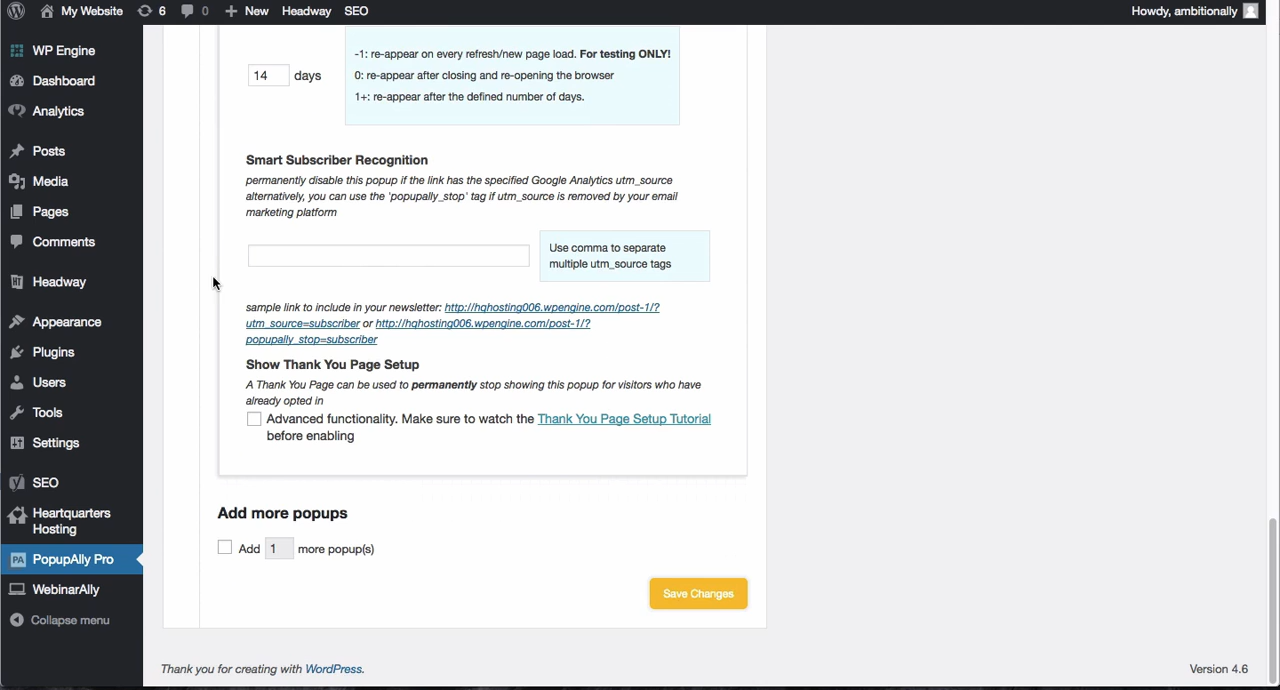 My Website 6 0 New Headway SEO Howdy, ambitionally
WP Engine
Dashboard
Analytics
Posts
Media
Pages
Comments
Headway
Appearance
Plugins
Users
Tools
Settings
SEO
Heartquarters
Hosting
PA PopupAlly Pro
WebinarAlly
Collapse menu
14 days
-1: re-appear on every refresh/new page load. For testing ONLY!
0: re-appear after closing and re-opening the browser
1+: re-appear after the defined number of days.
Smart Subscriber Recognition
permanently disable this popup if the link has the specified Google Analytics utm_source
alternatively, you can use the 'popupally_stop' tag if utm_source is removed by your email
marketing platform
Use comma to separate
multiple utm_source tags
sample link to include in your newsletter: http://hqhosting006.wpengine.com/post-1/?
utm_source=subscriber or http://hqhosting006.wpengine.com/post-1/?
popupally_stop=subscriber
Show Thank You Page Setup
A Thank You Page can be used to permanently stop showing this popup for visitors who have
already opted in
Advanced functionality. Make sure to watch the Thank You Page Setup Tutorial
before enabling
Add more popups
Add 1 more popup(s)
Save Changes
Thank you for creating with WordPress.
Version 4.6